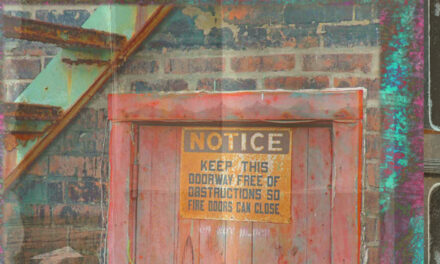 NOTICE
KEEP THIS
DOORWAY FREE OF
OBSTRUCTIONS SO
FIRE DOORS CAN CLOSE